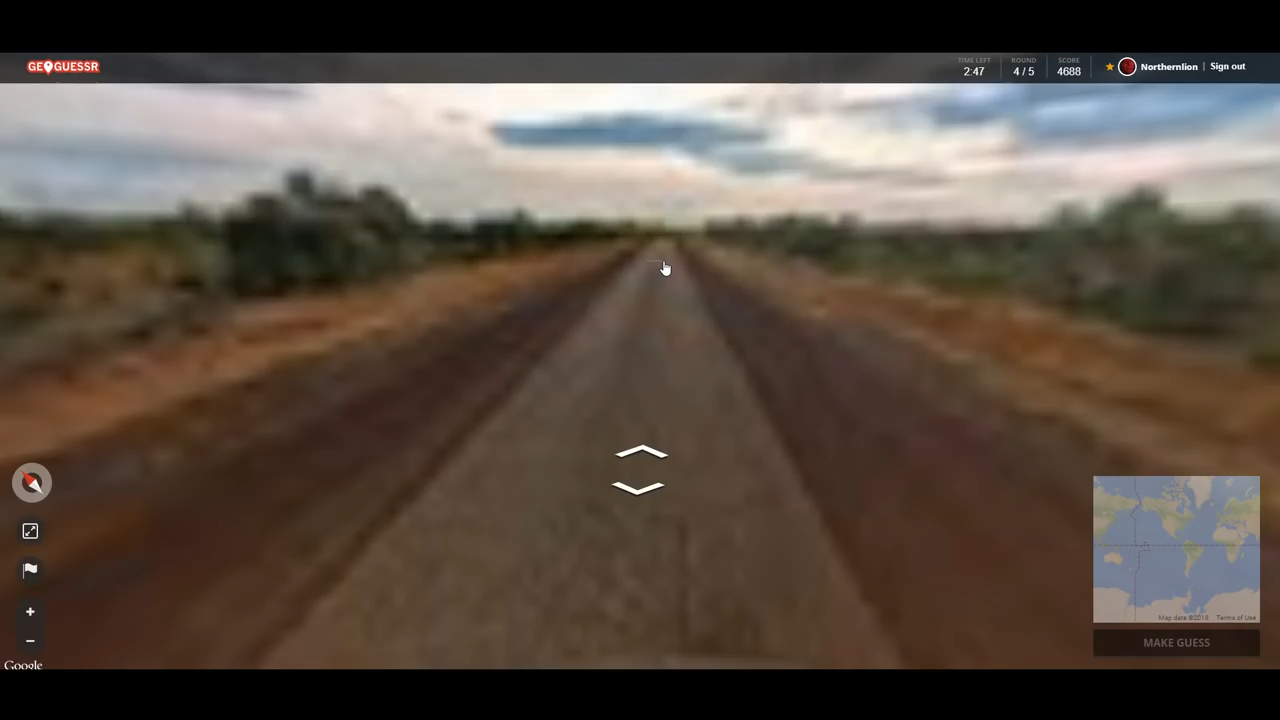 GEOGUESSR
TIME LEFT
2:47
ROUND
4 / 5
SCORE
4688
Northernlion | Sign out
Map data ©2018 Terms of Use
MAKE GUESS
Google